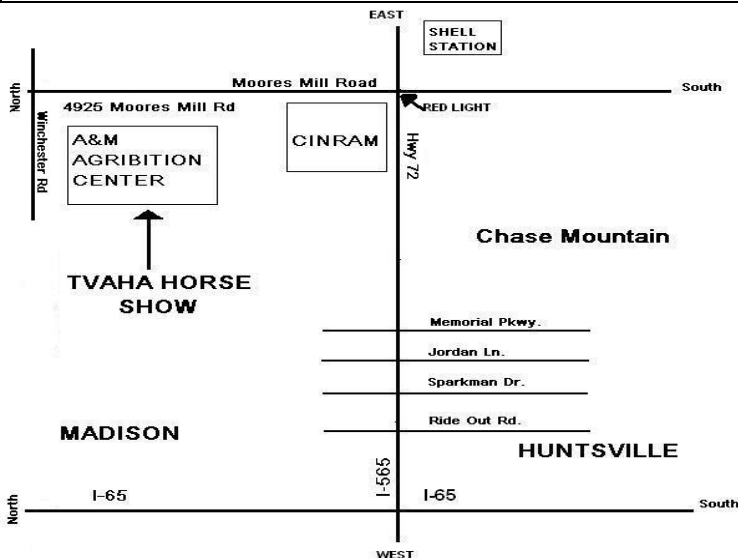 EAST
SHELL
STATION
Moores Mill Road
South
North
4925 Moores Mill Rd
RED LIGHT
Winchester Rd
A&M
AGRIBITION
CENTER
CINRAM
Hwy 72
Chase Mountain
TVAHA HORSE
SHOW
Memorial Pkwy.
Jordan Ln.
Sparkman Dr.
Ride Out Rd.
MADISON
HUNTSVILLE
I-565
North
I-65
I-65
South
WEST